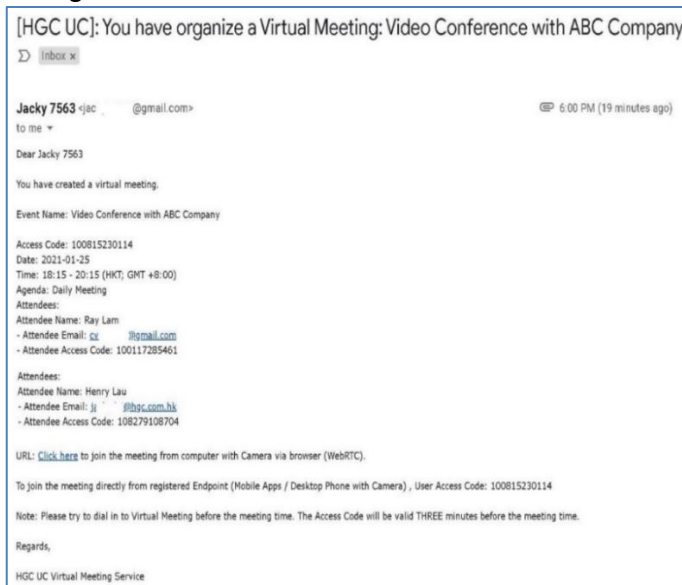 [HGC UC]: You have organize a Virtual Meeting: Video Conference with ABC Company
Inbox x
Jacky 7563 <jac @gmail.com>
6:00 PM (19 minutes ago)
to me
Dear Jacky 7563
You have created a virtual meeting.
Event Name: Video Conference with ABC Company
Access Code: 100815230114
Date: 2021-01-25
Time: 18:15 - 20:15 (HKT; GMT +8:00)
Agenda: Daily Meeting
Attendees:
Attendee Name: Ray Lam
- Attendee Email: @gmail.com
- Attendee Access Code: 100117285461
Attendees:
Attendee Name: Henry Lau
- Attendee Email: @hgc.com.hk
- Attendee Access Code: 108279108704
URL: Click here to join the meeting from computer with Camera via browser (WebRTC).
To join the meeting directly from registered Endpoint (Mobile Apps / Desktop Phone with Camera) , User Access Code: 100815230114
Note: Please try to dial in to Virtual Meeting before the meeting time. The Access Code will be valid THREE minutes before the meeting time.
Regards,
HGC UC Virtual Meeting Service